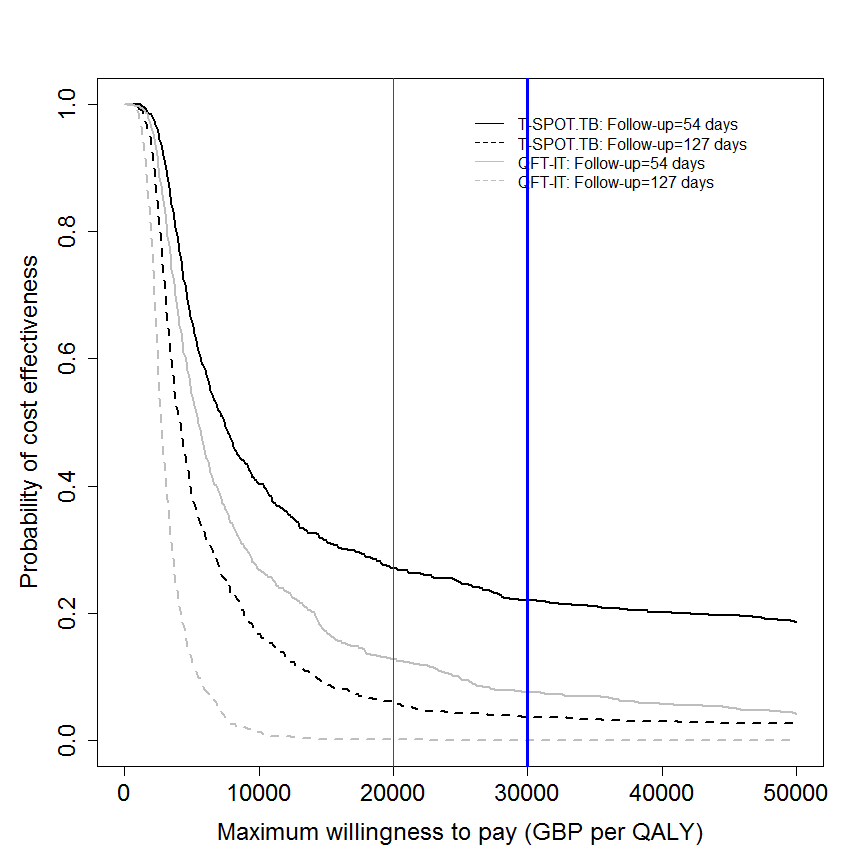 T-SPOT.TB: Follow-up=54 days
T-SPOT.TB: Follow-up=127 days
QFT-IT: Follow-up=54 days
QFT-IT: Follow-up=127 days
Probability of cost effectiveness
1.0
0.8
0.6
0.4
0.2
0.0
0 10000 20000 30000 40000 50000
Maximum willingness to pay (GBP per QALY)